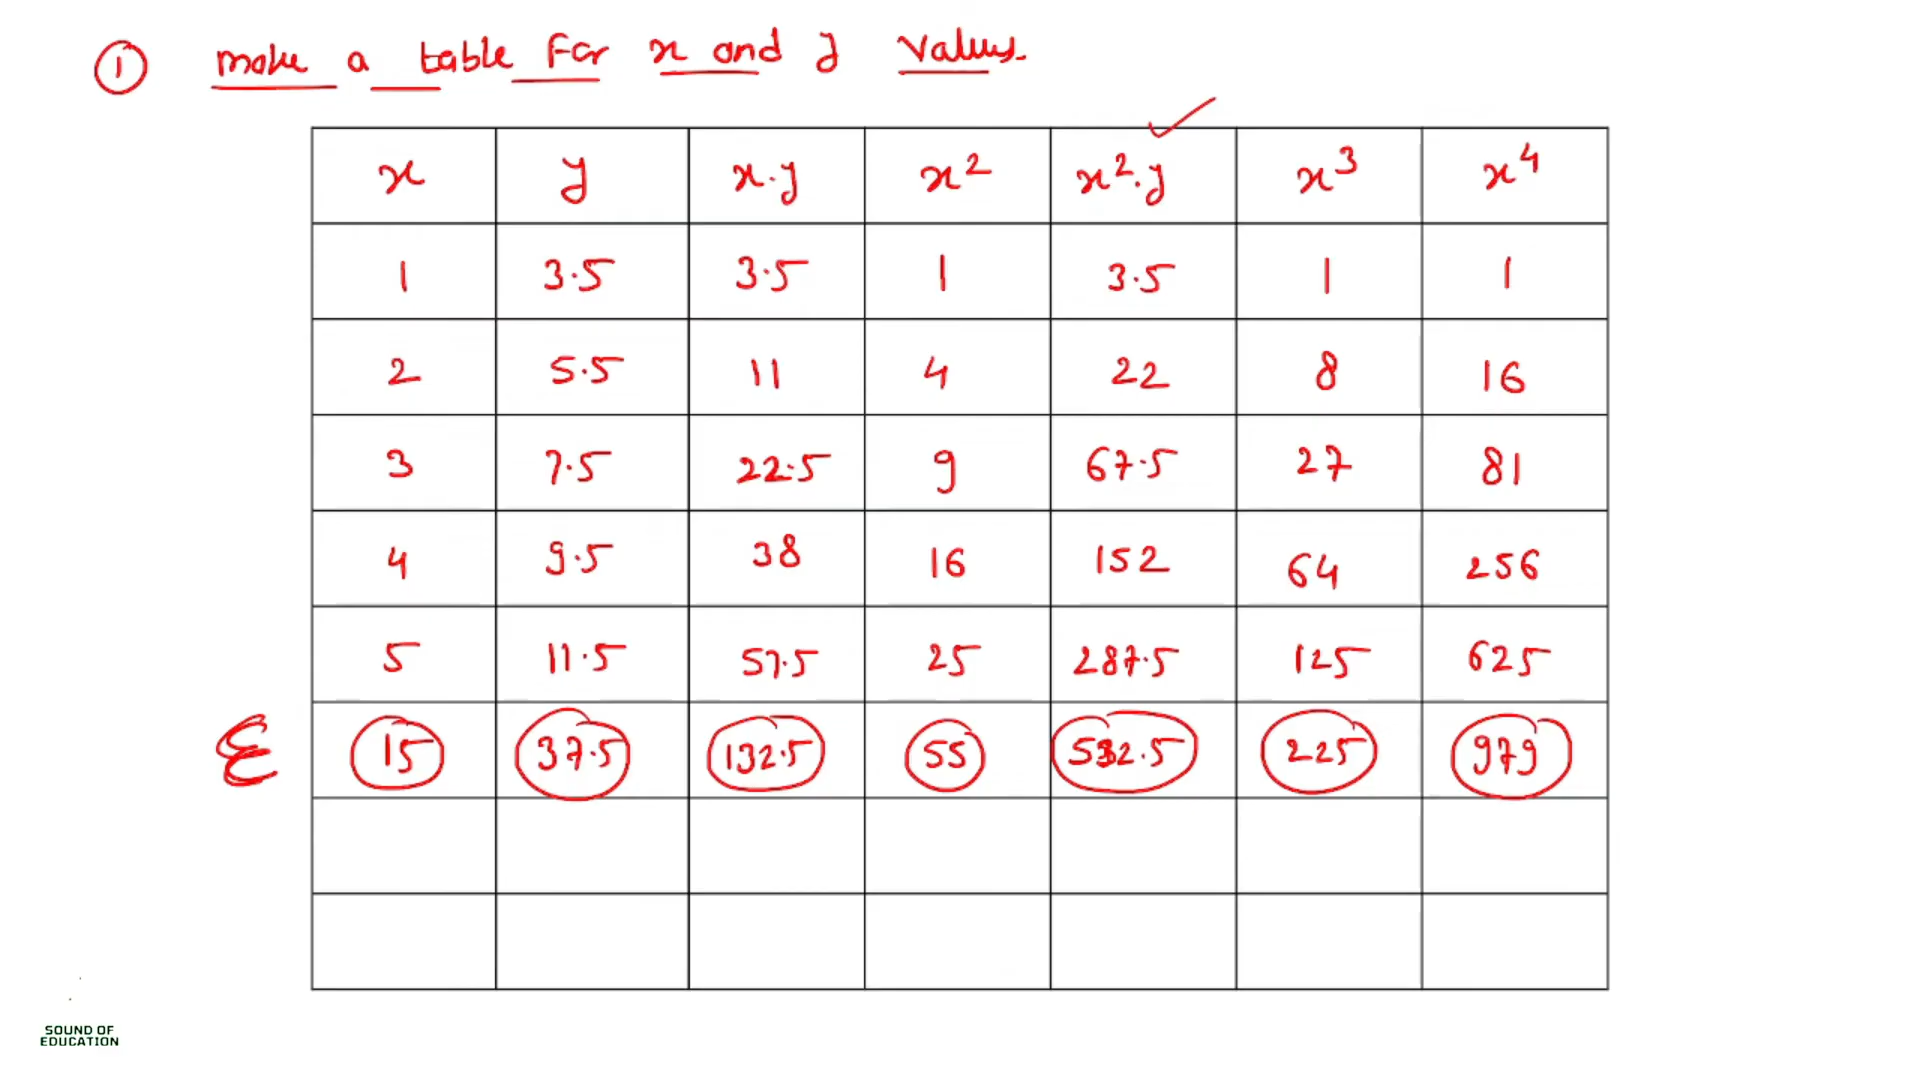 1 make a table For x and y values.
x y x.y x² x².y x³ x⁴
1 3.5 3.5 1 3.5 1 1
2 5.5 11 4 22 8 16
3 7.5 22.5 9 67.5 27 81
4 9.5 38 16 152 64 256
5 11.5 57.5 25 287.5 125 625
Σ 15 37.5 132.5 55 532.5 225 979
SOUND OF
EDUCATION